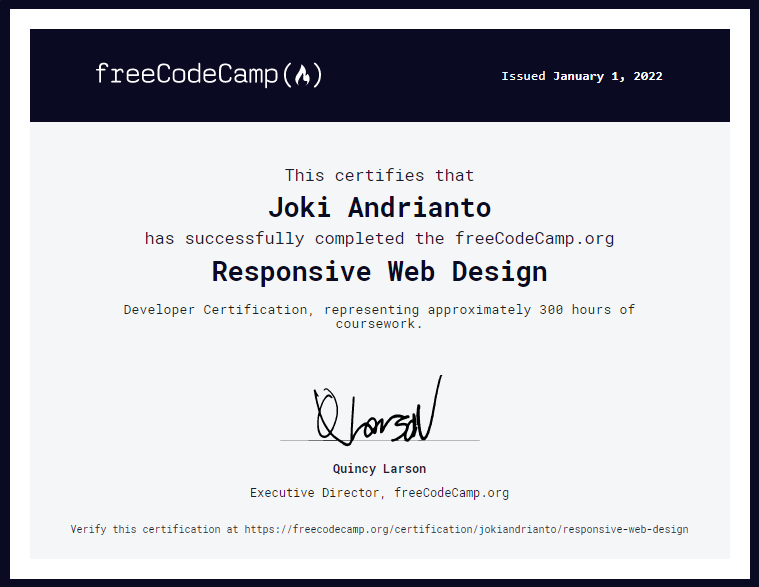 freeCodeCamp(🔥)
Issued January 1, 2022
This certifies that
Joki Andrianto
has successfully completed the freeCodeCamp.org
Responsive Web Design
Developer Certification, representing approximately 300 hours of
coursework.
QLarson
Quincy Larson
Executive Director, freeCodeCamp.org
Verify this certification at https://freecodecamp.org/certification/jokiandrianto/responsive-web-design